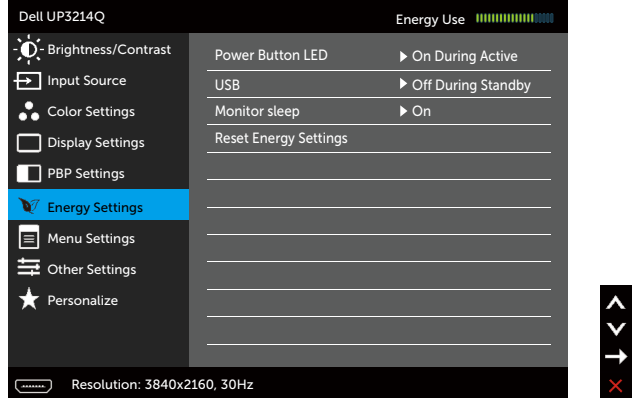 Dell UP3214Q
Energy Use
Brightness/Contrast
Input Source
Color Settings
Display Settings
PBP Settings
Energy Settings
Menu Settings
Other Settings
Personalize
Power Button LED On During Active
USB Off During Standby
Monitor sleep On
Reset Energy Settings
Resolution: 3840x2160, 30Hz